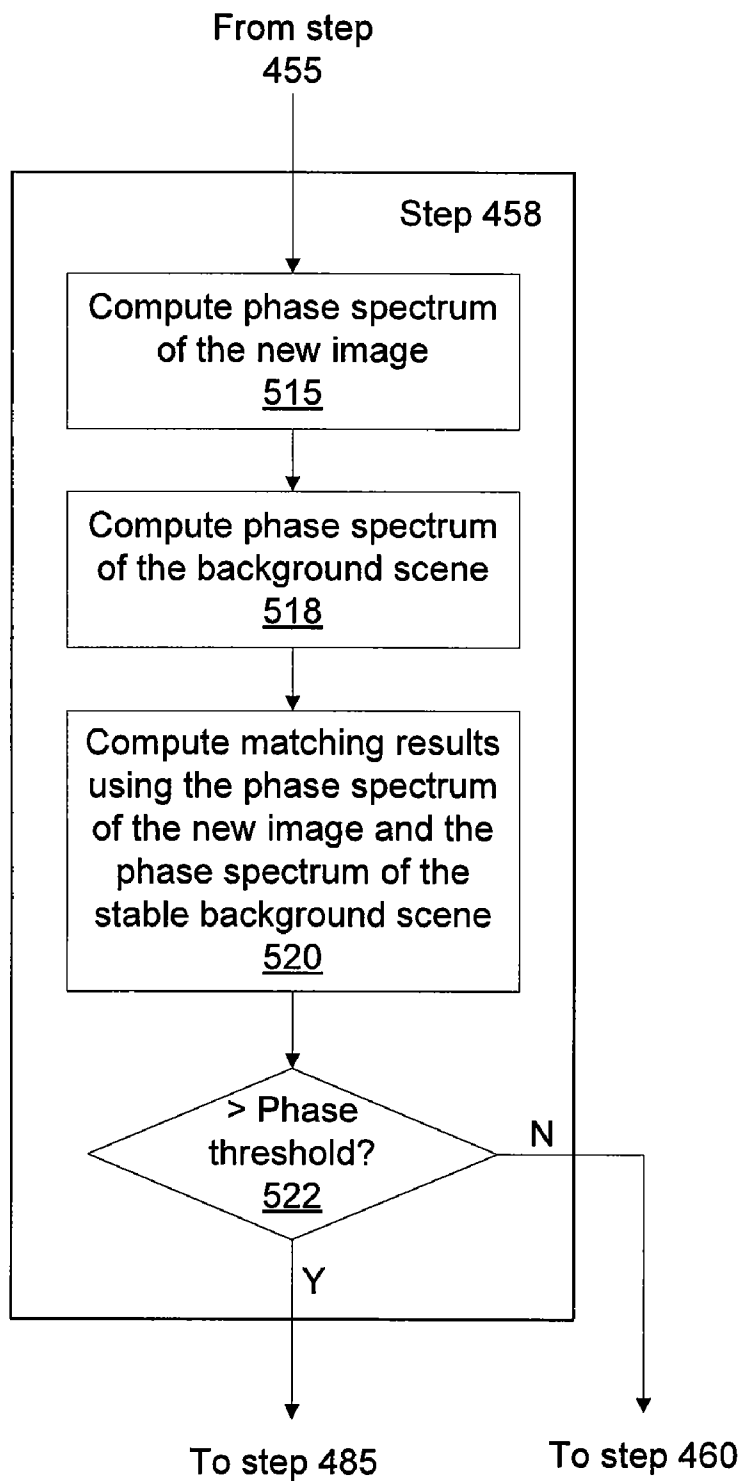 From step
455
Step 458
Compute phase spectrum
of the new image
515
Compute phase spectrum
of the background scene
518
Compute matching results
using the phase spectrum
of the new image and the
phase spectrum of the
stable background scene
520
> Phase
threshold?
522
N
Y
To step 485
To step 460